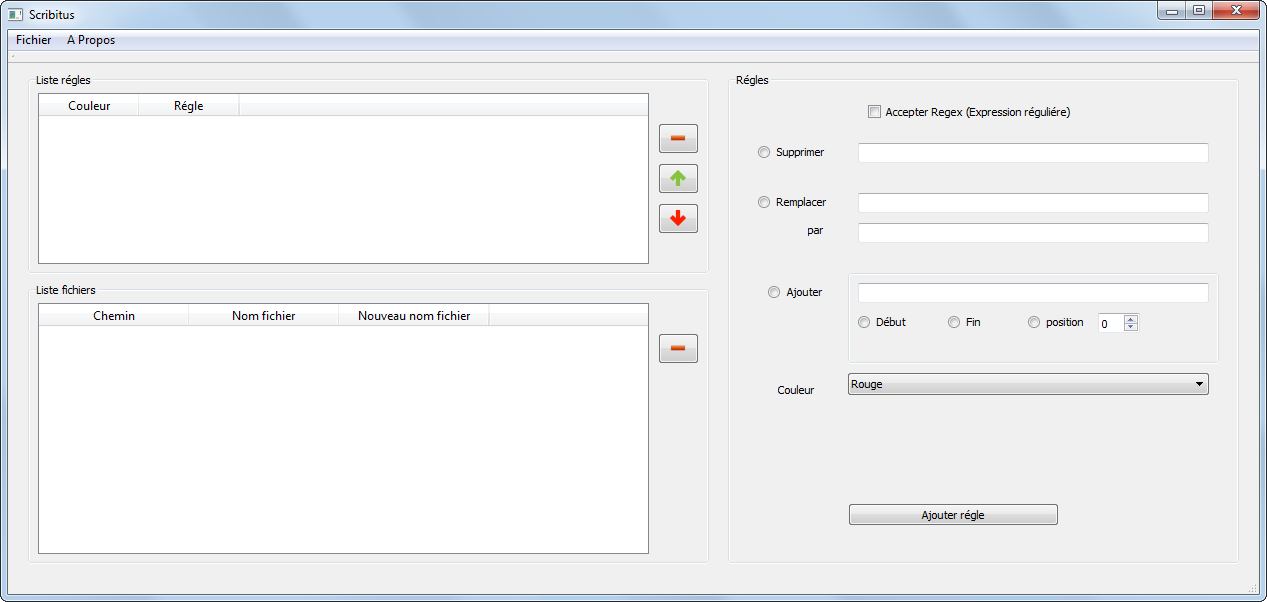 Scribitus
Fichier A Propos
Liste régles
Couleur Régle
Liste fichiers
Chemin Nom fichier Nouveau nom fichier
Régles
Accepter Regex (Expression réguliére)
Supprimer
Remplacer
par
Ajouter
Début Fin position 0
Couleur Rouge
Ajouter régle